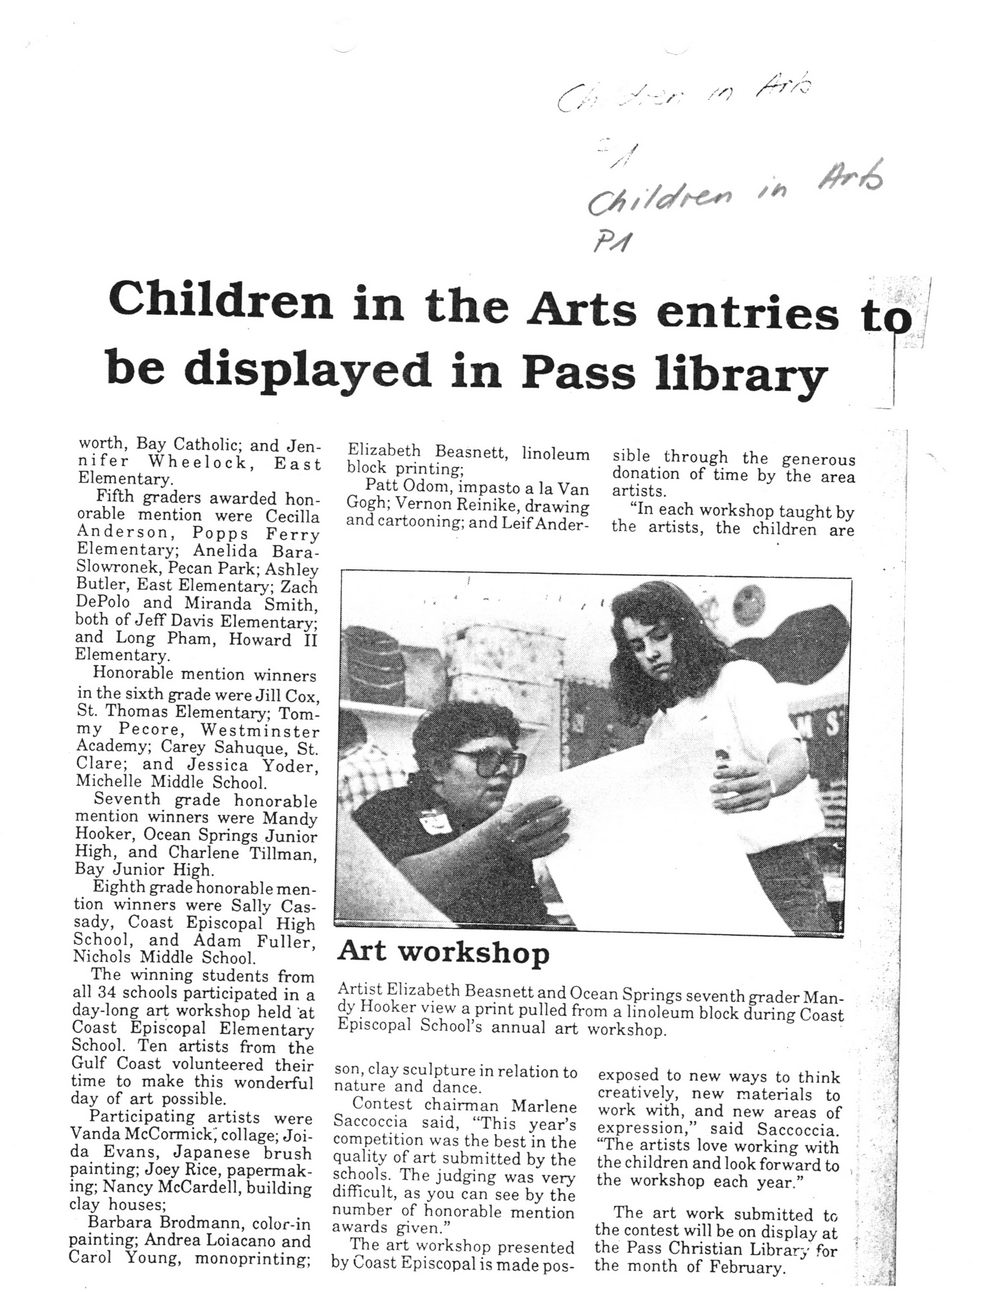 Children in Arts
Children in Arts
P1
Children in the Arts entries to
be displayed in Pass library
worth, Bay Catholic; and Jen-
nifer Wheelock, East
Elementary.
Fifth graders awarded hon-
orable mention were Cecilla
Anderson, Popps Ferry
Elementary; Anelida Bara-
Slowronek, Pecan Park; Ashley
Butler, East Elementary; Zach
DePolo and Miranda Smith,
both of Jeff Davis Elementary;
and Long Pham, Howard II
Elementary.
Honorable mention winners
in the sixth grade were Jill Cox,
St. Thomas Elementary; Tom-
my Pecore, Westminster
Academy; Carey Sahuque, St.
Clare; and Jessica Yoder,
Michelle Middle School.
Seventh grade honorable
mention winners were Mandy
Hooker, Ocean Springs Junior
High, and Charlene Tillman,
Bay Junior High.
Eighth grade honorable men-
tion winners were Sally Cas-
sady, Coast Episcopal High
School, and Adam Fuller,
Nichols Middle School.
The winning students from
all 34 schools participated in a
day-long art workshop held at
Coast Episcopal Elementary
School. Ten artists from the
Gulf Coast volunteered their
time to make this wonderful
day of art possible.
Participating artists were
Vanda McCormick, collage; Joi-
da Evans, Japanese brush
painting; Joey Rice, papermak-
ing; Nancy McCardell, building
clay houses;
Barbara Brodmann, color-in
painting; Andrea Loiacano and
Carol Young, monoprinting;
Elizabeth Beasnett, linoleum
block printing;
Patt Odom, impasto a la Van
Gogh; Vernon Reinike, drawing
and cartooning; and Leif Ander-
son, clay sculpture in relation to
nature and dance.
Contest chairman Marlene
Saccoccia said, "This year's
competition was the best in the
quality of art submitted by the
schools. The judging was very
difficult, as you can see by the
number of honorable mention
awards given."
The art workshop presented
by Coast Episcopal is made pos-
sible through the generous
donation of time by the area
artists.
"In each workshop taught by
the artists, the children are
exposed to new ways to think
creatively, new materials to
work with, and new areas of
expression," said Saccoccia.
"The artists love working with
the children and look forward to
the workshop each year."
The art work submitted to
the contest will be on display at
the Pass Christian Library for
the month of February.
M S
Art workshop
Artist Elizabeth Beasnett and Ocean Springs seventh grader Man-
dy Hooker view a print pulled from a linoleum block during Coast
Episcopal School's annual art workshop.